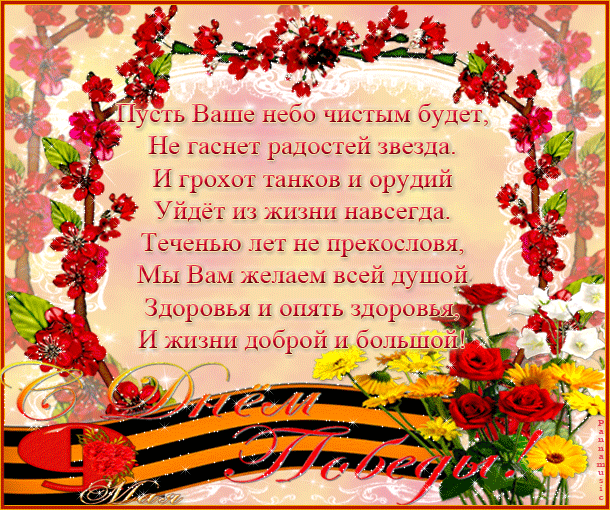 Пусть Ваше небо чистым будет,
Не гаснет радостей звезда.
И грохот танков и орудий
Уйдёт из жизни навсегда.
Теченью лет не прекословя,
Мы Вам желаем всей душой
Здоровья и опять здоровья,
И жизни доброй и большой!
С Днём
Победы!
9
Мая
Pannamusic